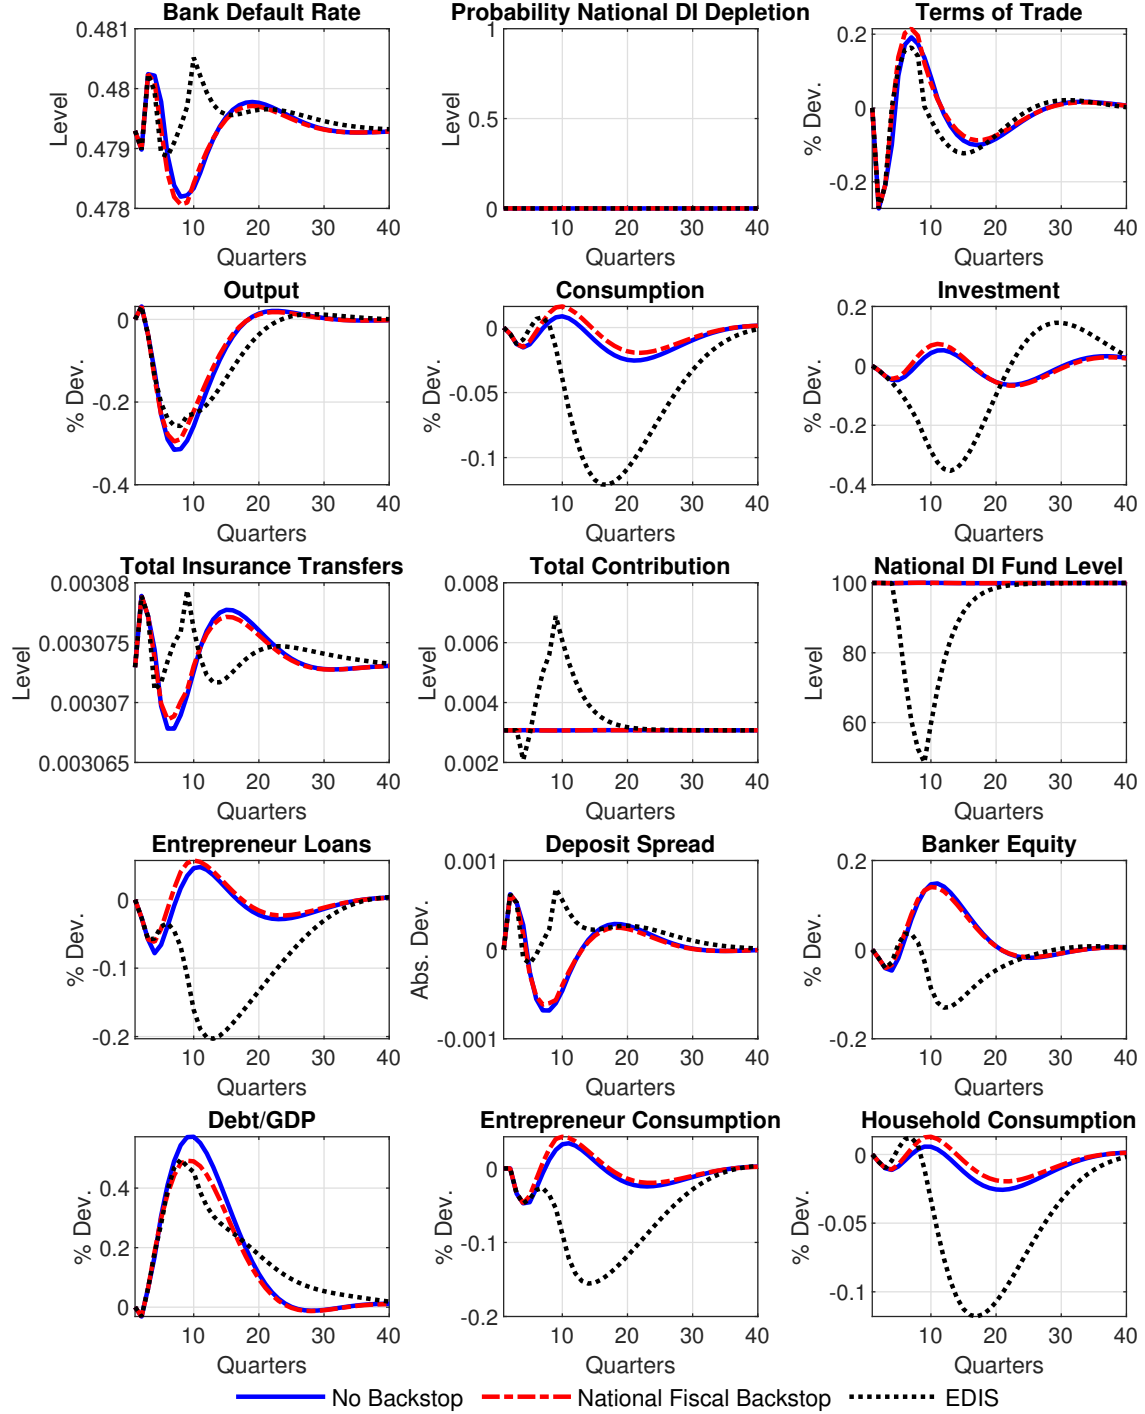 Bank Default Rate
0.481
0.48
0.479
0.478
Level
10 20 30 40
Quarters
Probability National DI Depletion
1
0.5
0
Level
10 20 30 40
Quarters
Terms of Trade
0.2
0
-0.2
% Dev.
10 20 30 40
Quarters
Output
0
-0.2
-0.4
% Dev.
10 20 30 40
Quarters
Consumption
0
-0.05
-0.1
% Dev.
10 20 30 40
Quarters
Investment
0.2
0
-0.2
-0.4
% Dev.
10 20 30 40
Quarters
Total Insurance Transfers
0.00308
0.003075
0.00307
0.003065
Level
10 20 30 40
Quarters
Total Contribution
0.008
0.006
0.004
0.002
Level
10 20 30 40
Quarters
National DI Fund Level
100
80
60
Level
10 20 30 40
Quarters
Entrepreneur Loans
0
-0.1
-0.2
% Dev.
10 20 30 40
Quarters
Deposit Spread
0.001
0
-0.001
Abs. Dev.
10 20 30 40
Quarters
Banker Equity
0.2
0
-0.2
% Dev.
10 20 30 40
Quarters
Debt/GDP
0.4
0.2
0
% Dev.
10 20 30 40
Quarters
Entrepreneur Consumption
0
-0.1
-0.2
% Dev.
10 20 30 40
Quarters
Household Consumption
0
-0.05
-0.1
% Dev.
10 20 30 40
Quarters
No Backstop National Fiscal Backstop EDIS